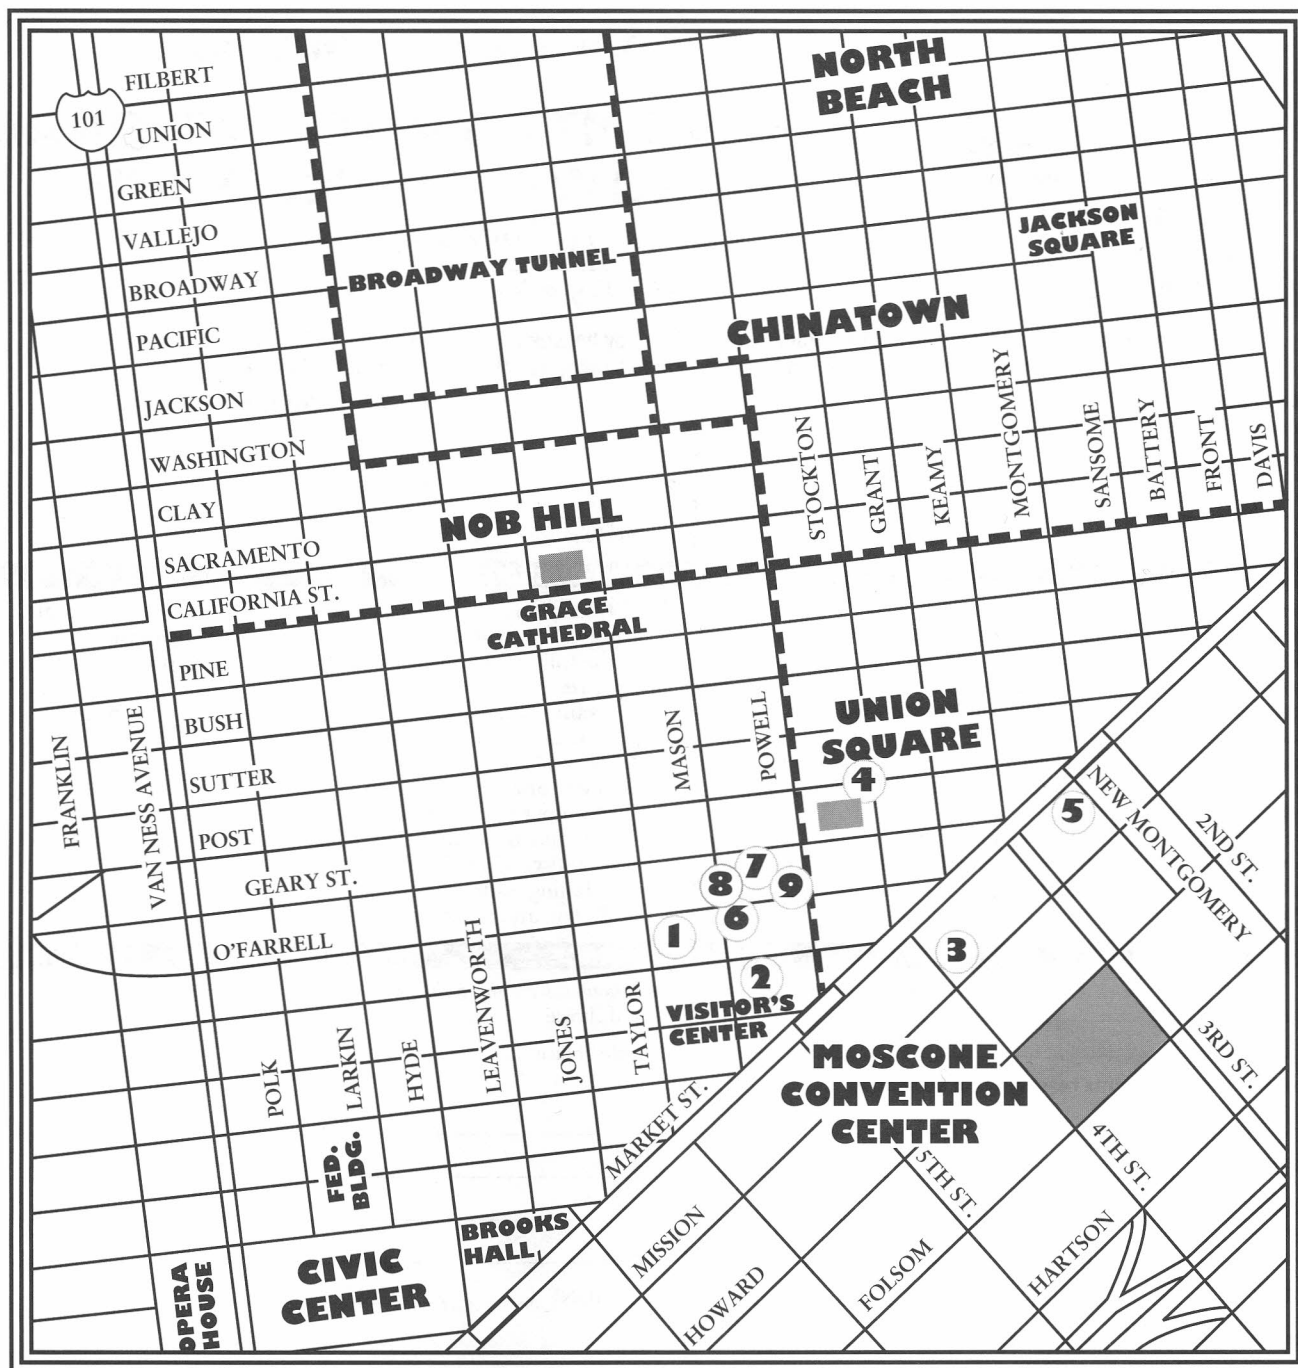 NORTH
BEACH
FILBERT
101
UNION
GREEN
VALLEJO
JACKSON
SQUARE
BROADWAY TUNNEL
BROADWAY
PACIFIC
CHINATOWN
JACKSON
WASHINGTON
STOCKTON
GRANT
KEAMY
MONTGOMERY
SANSOME
BATTERY
FRONT
DAVIS
CLAY
NOB HILL
SACRAMENTO
CALIFORNIA ST.
GRACE
CATHEDRAL
PINE
BUSH
FRANKLIN
VAN NESS AVENUE
MASON
POWELL
UNION
SQUARE
4
SUTTER
POST
5
NEW MONTGOMERY
2ND ST.
GEARY ST.
7
8
9
6
1
O'FARRELL
3
2
VISITOR'S
CENTER
POLK
LARKIN
HYDE
LEAVENWORTH
JONES
TAYLOR
MARKET ST.
MOSCONE
CONVENTION
CENTER
3RD ST.
4TH ST.
5TH ST.
FED.
BLDG.
BROOKS
HALL
MISSION
HOWARD
FOLSOM
HARTSON
OPERA
HOUSE
CIVIC
CENTER